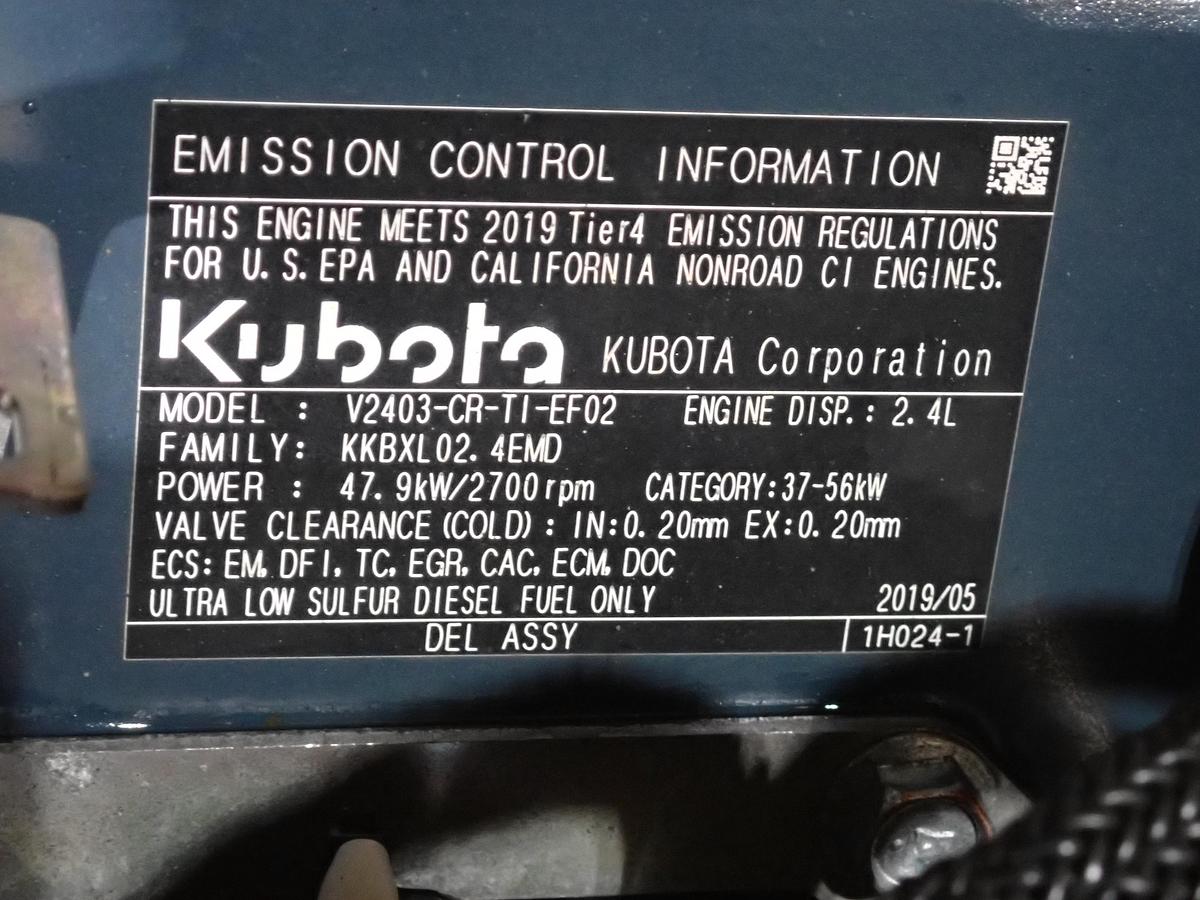 EMISSION CONTROL INFORMATION
THIS ENGINE MEETS 2019 Tier4 EMISSION REGULATIONS
FOR U.S.EPA AND CALIFORNIA NONROAD CI ENGINES.
Kubota KUBOTA Corporation
MODEL : V2403-CR-TI-EF02 ENGINE DISP.: 2.4L
FAMILY: KKBXL02.4EMD
POWER : 47.9kW/2700rpm CATEGORY:37-56kW
VALVE CLEARANCE(COLD): IN:0.20mm EX:0.20mm
ECS: EM, DFI, TC, EGR, CAC, ECM, DOC
ULTRA LOW SULFUR DIESEL FUEL ONLY 2019/05
DEL ASSY 1H024-1